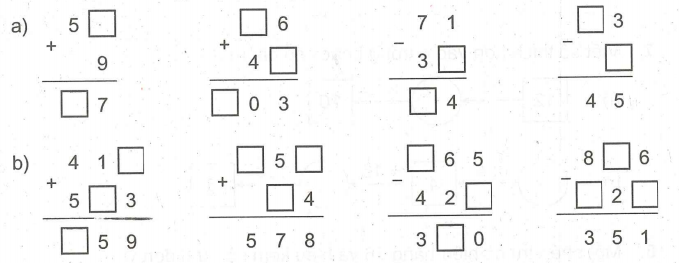 a) 5 □ □ 6 7 1 □ 3
+ 9 + 4 □ − 3 □ − □
□ 7 □ 0 3 □ 4 4 5
b) 4 1 □ □ 5 □ □ 6 5 8 □ 6
+ 5 □ 3 + □ 4 − 4 2 □ − □ 2 □
□ 5 9 5 7 8 3 □ 0 3 5 1